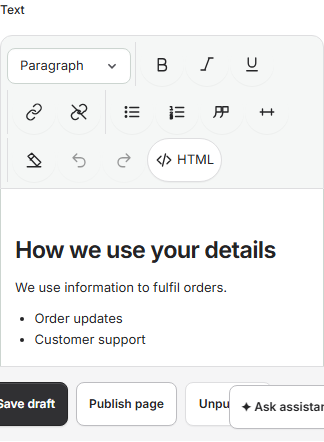 Text
Paragraph
HTML
How we use your details
We use information to fulfil orders.
Order updates
Customer support
Save draft
Publish page
Ask